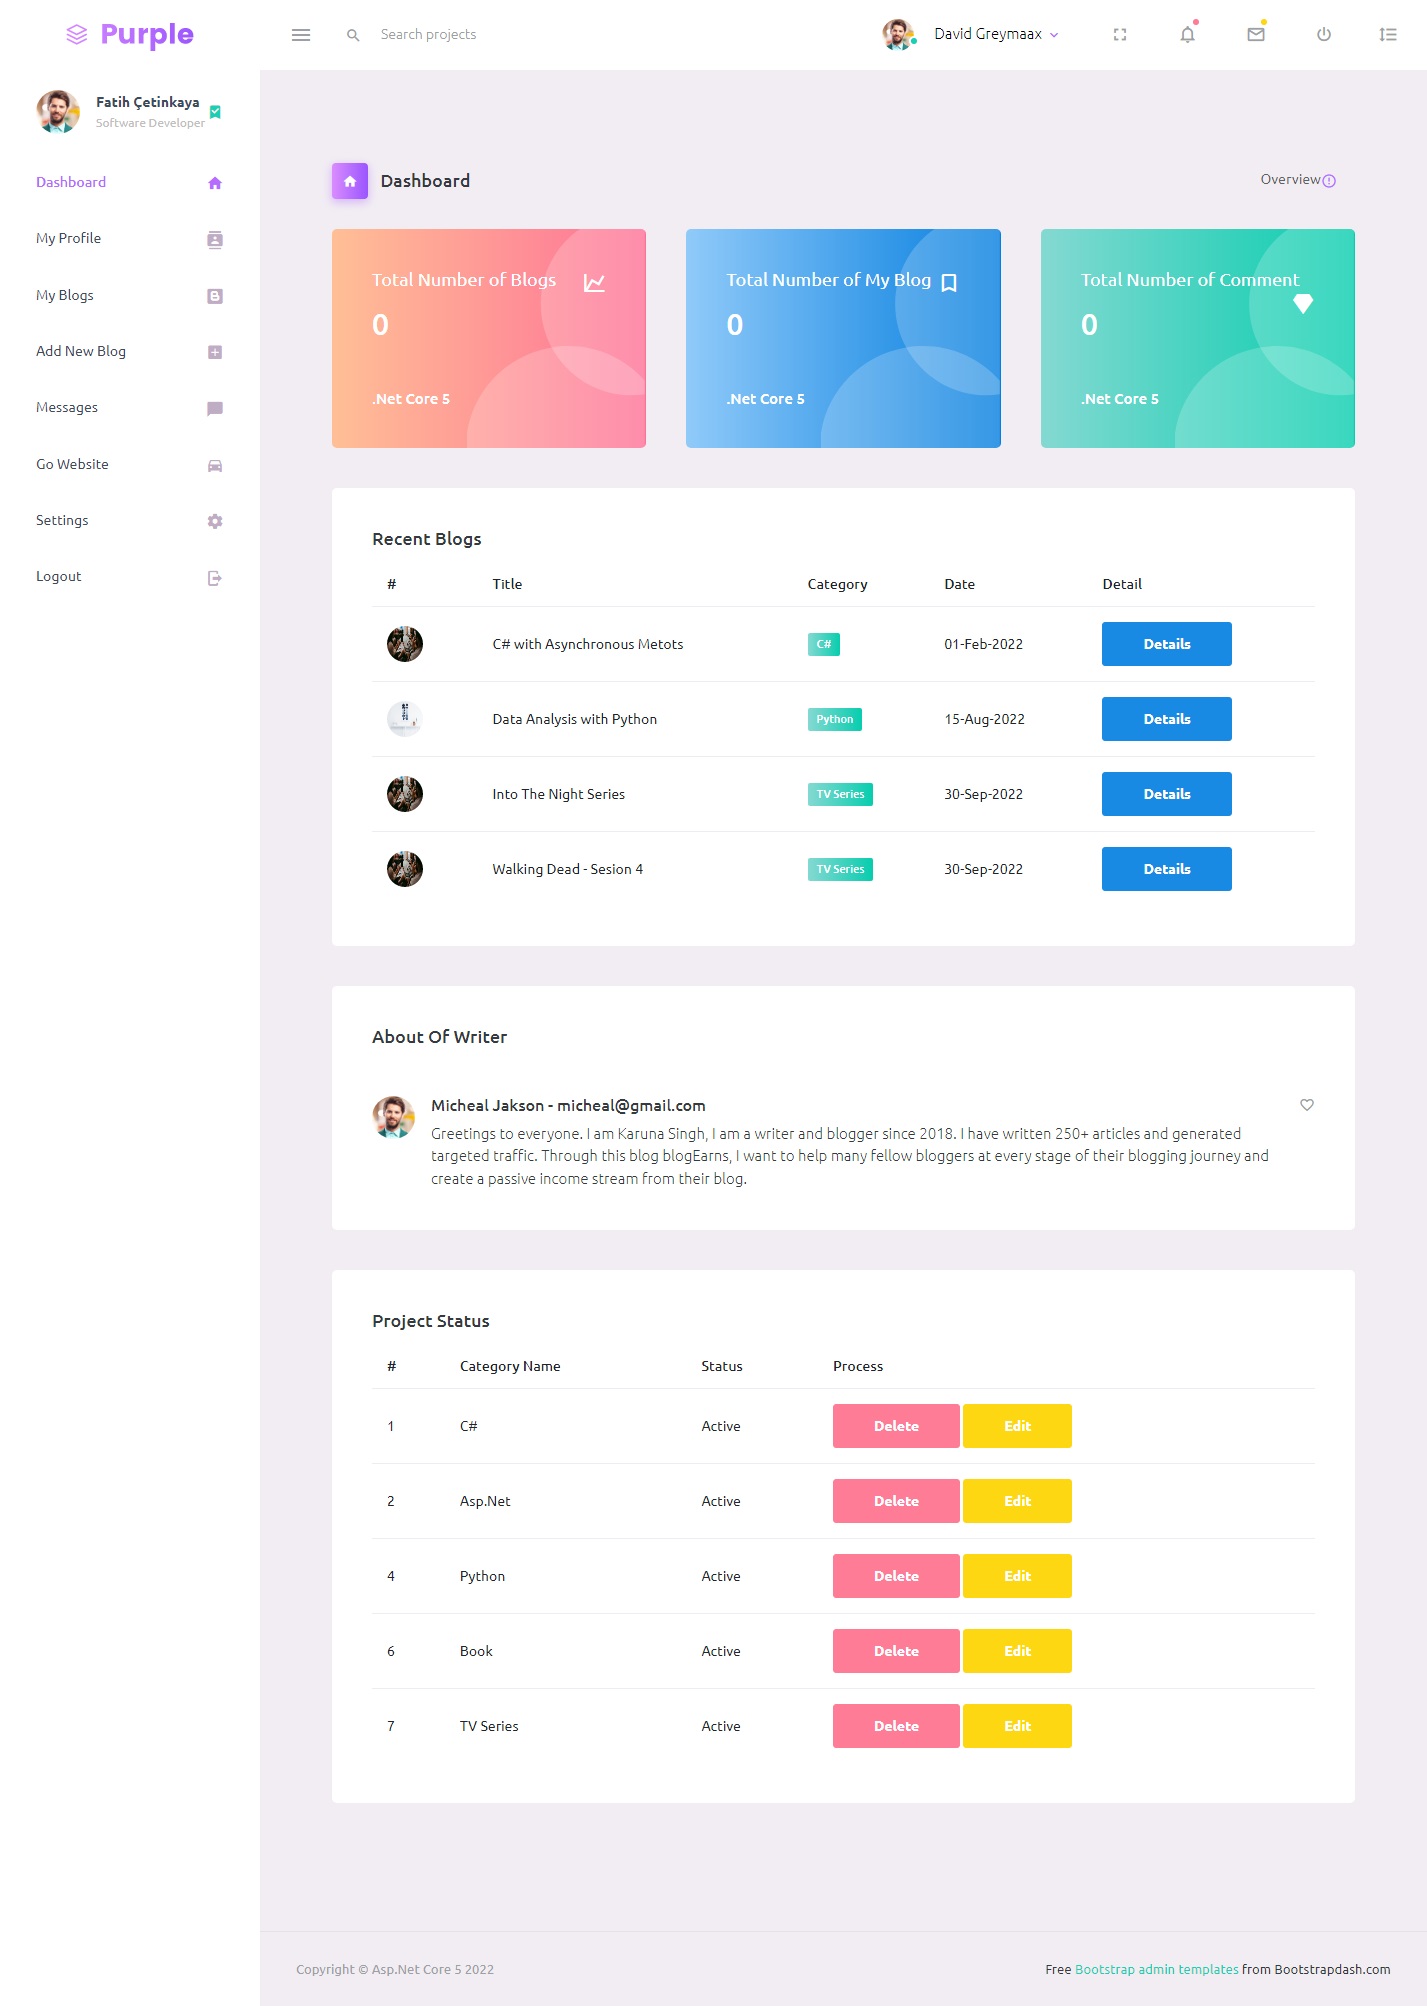 Purple
Search projects
David Greymaax
Fatih Çetinkaya
Software Developer
Dashboard
My Profile
My Blogs
Add New Blog
Messages
Go Website
Settings
Logout
Dashboard
Overview
Total Number of Blogs
0
.Net Core 5
Total Number of My Blog
0
.Net Core 5
Total Number of Comment
0
.Net Core 5
Recent Blogs
# Title Category Date Detail
C# with Asynchronous Metots C# 01-Feb-2022 Details
Data Analysis with Python Python 15-Aug-2022 Details
Into The Night Series TV Series 30-Sep-2022 Details
Walking Dead - Sesion 4 TV Series 30-Sep-2022 Details
About Of Writer
Micheal Jakson - micheal@gmail.com
Greetings to everyone. I am Karuna Singh, I am a writer and blogger since 2018. I have written 250+ articles and generated
targeted traffic. Through this blog blogEarns, I want to help many fellow bloggers at every stage of their blogging journey and
create a passive income stream from their blog.
Project Status
# Category Name Status Process
1 C# Active Delete Edit
2 Asp.Net Active Delete Edit
4 Python Active Delete Edit
6 Book Active Delete Edit
7 TV Series Active Delete Edit
Copyright © Asp.Net Core 5 2022
Free Bootstrap admin templates from Bootstrapdash.com